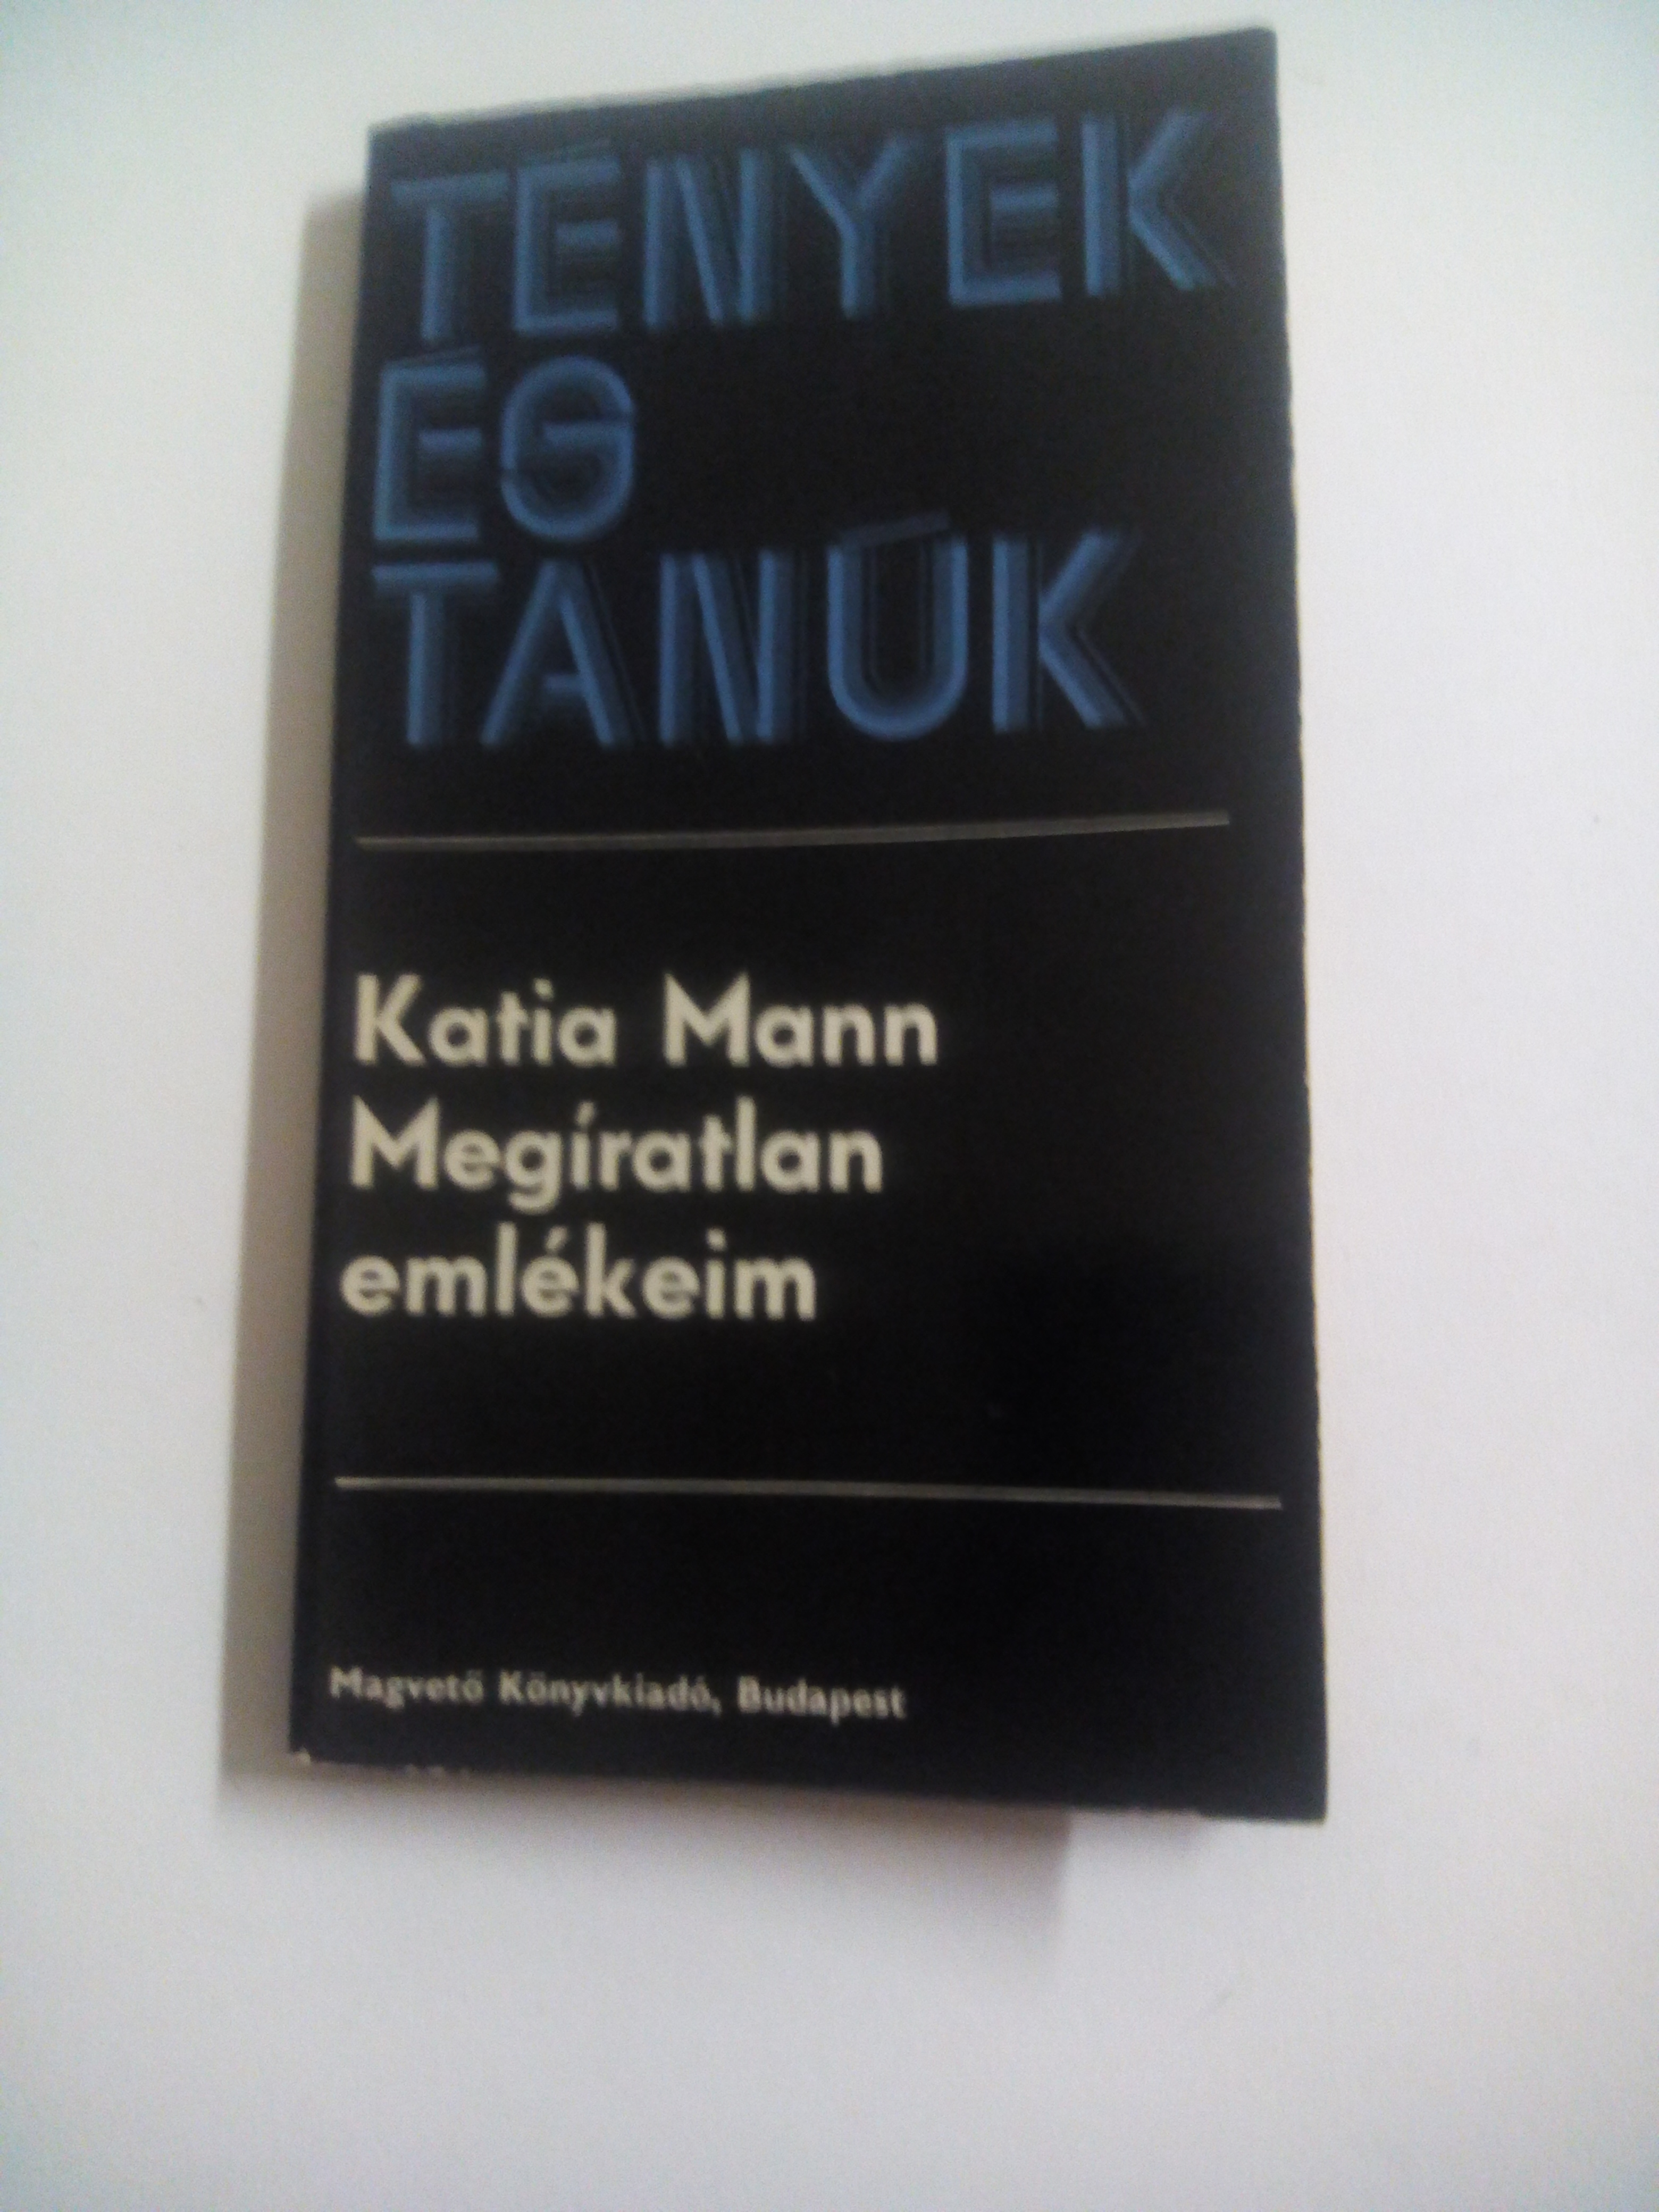 TÉNYEK
ÉS
TANÚK
Katia Mann
Megíratlan
emlékeim
Magvető Könyvkiadó, Budapest